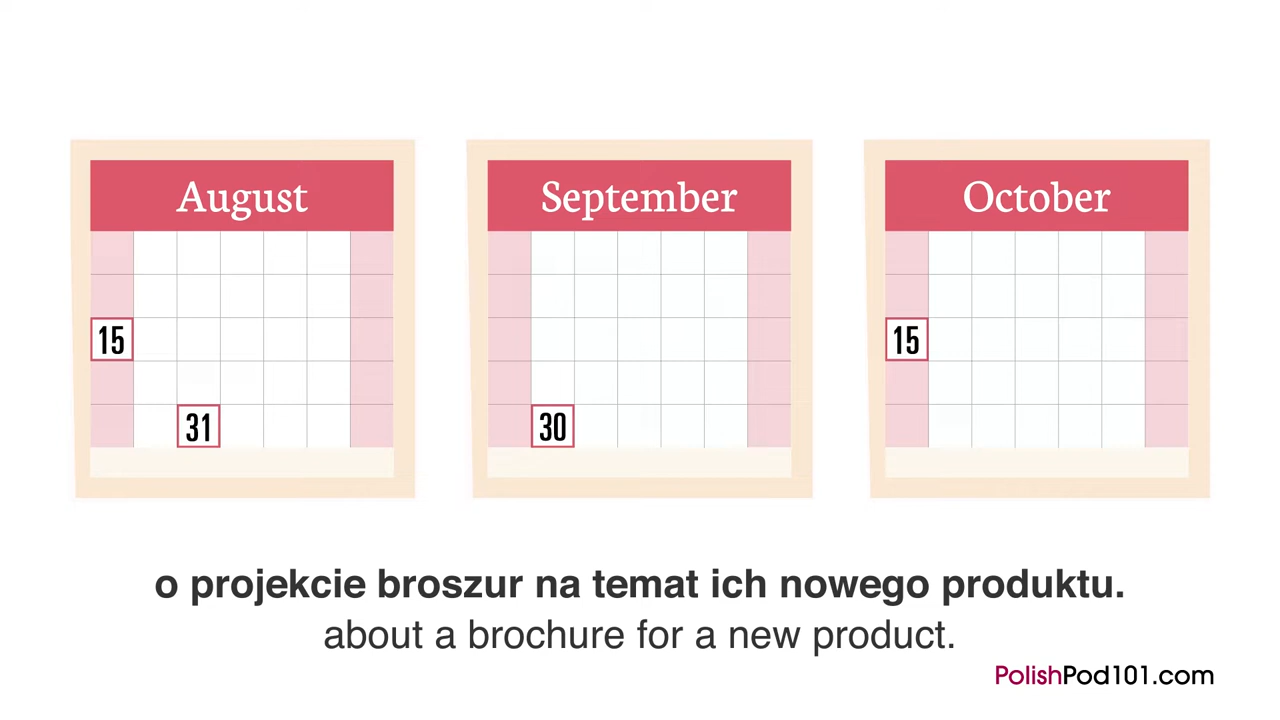 August
September
October
15
31
30
15
o projekcie broszur na temat ich nowego produktu.
about a brochure for a new product.
PolishPod101.com